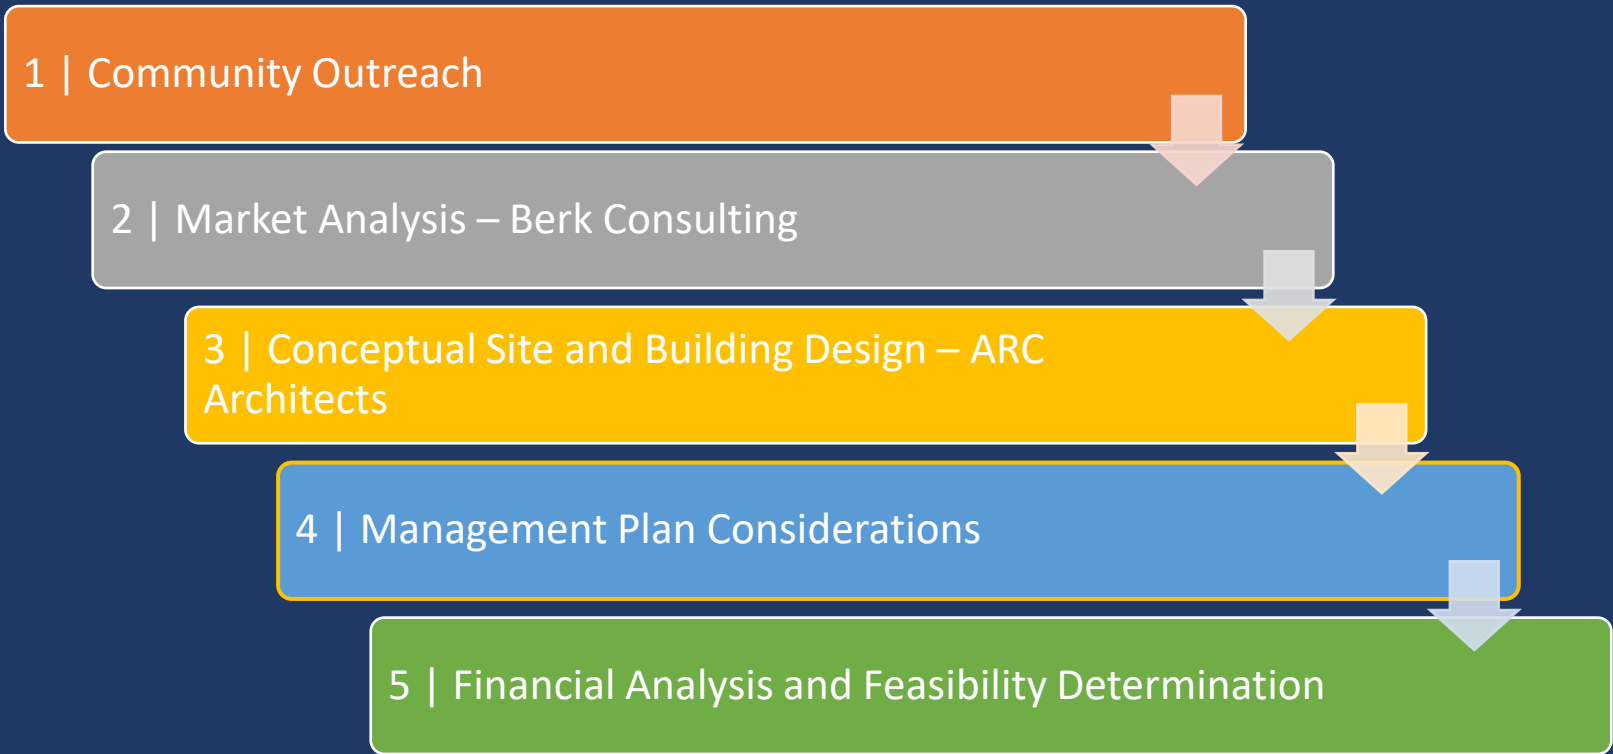 1 | Community Outreach
2 | Market Analysis – Berk Consulting
3 | Conceptual Site and Building Design – ARC
Architects
4 | Management Plan Considerations
5 | Financial Analysis and Feasibility Determination